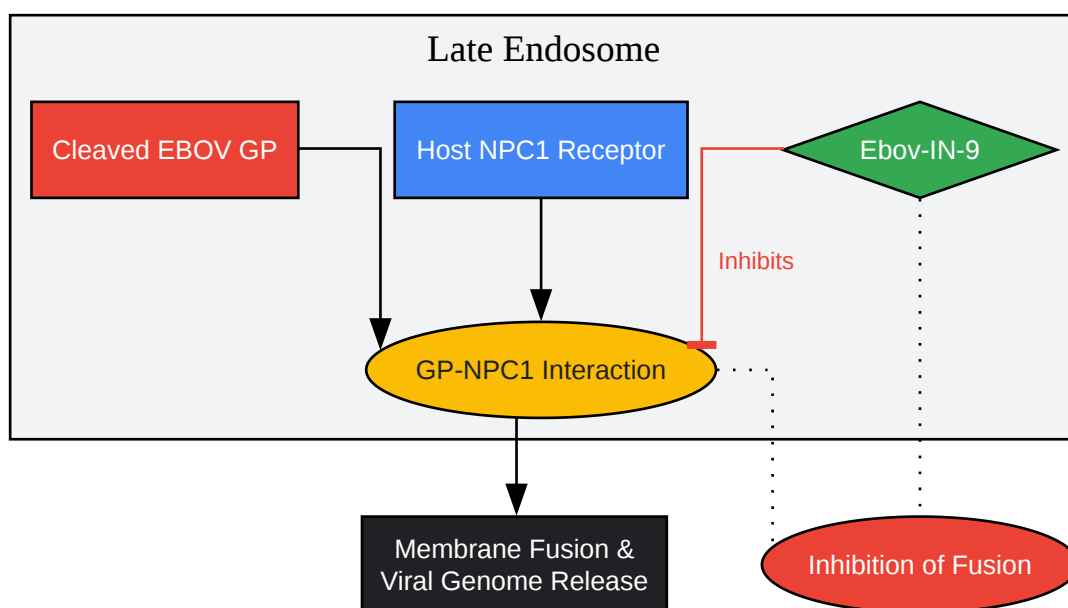 Late Endosome
Cleaved EBOV GP
Host NPC1 Receptor
Ebov-IN-9
Inhibits
GP-NPC1 Interaction
Membrane Fusion &
Viral Genome Release
Inhibition of Fusion